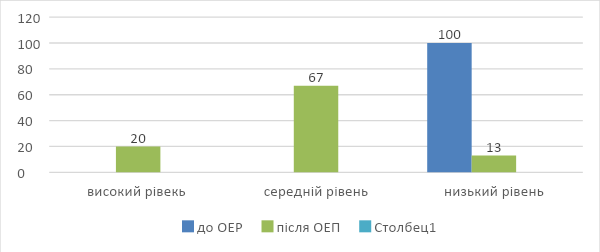 120
100
80
60
40
20
0
100
67
20
13
високий рівекь
середній рівень
низький рівень
до ОЕР
після ОЕП
Столбец1